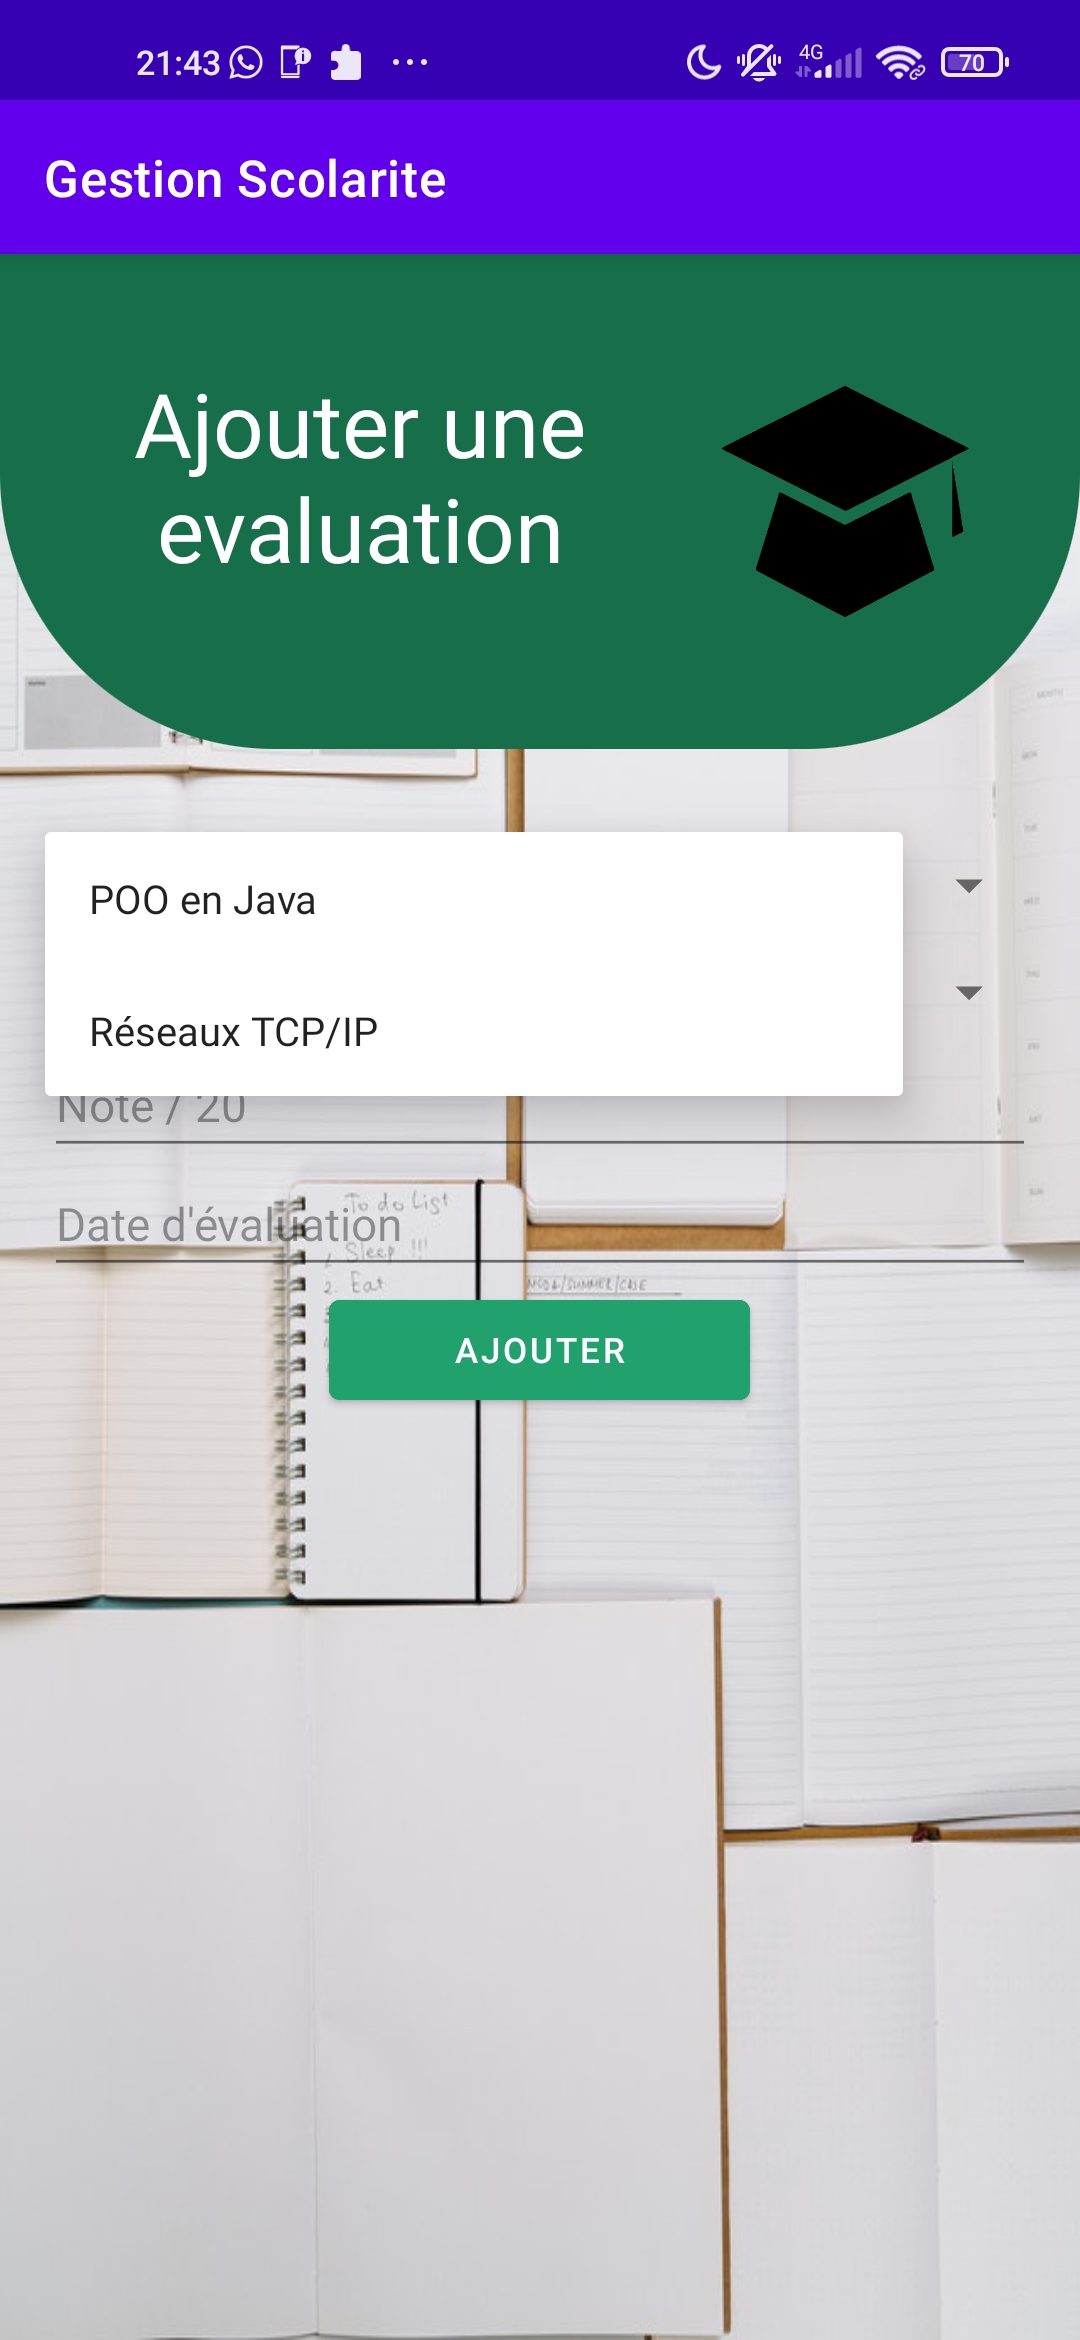 21:43
4G
70
Gestion Scolarite
Ajouter une
evaluation
POO en Java
Réseaux TCP/IP
Note / 20
To do List
Date d'évaluation
Sleep !!!
2. Eat
AJOUTER